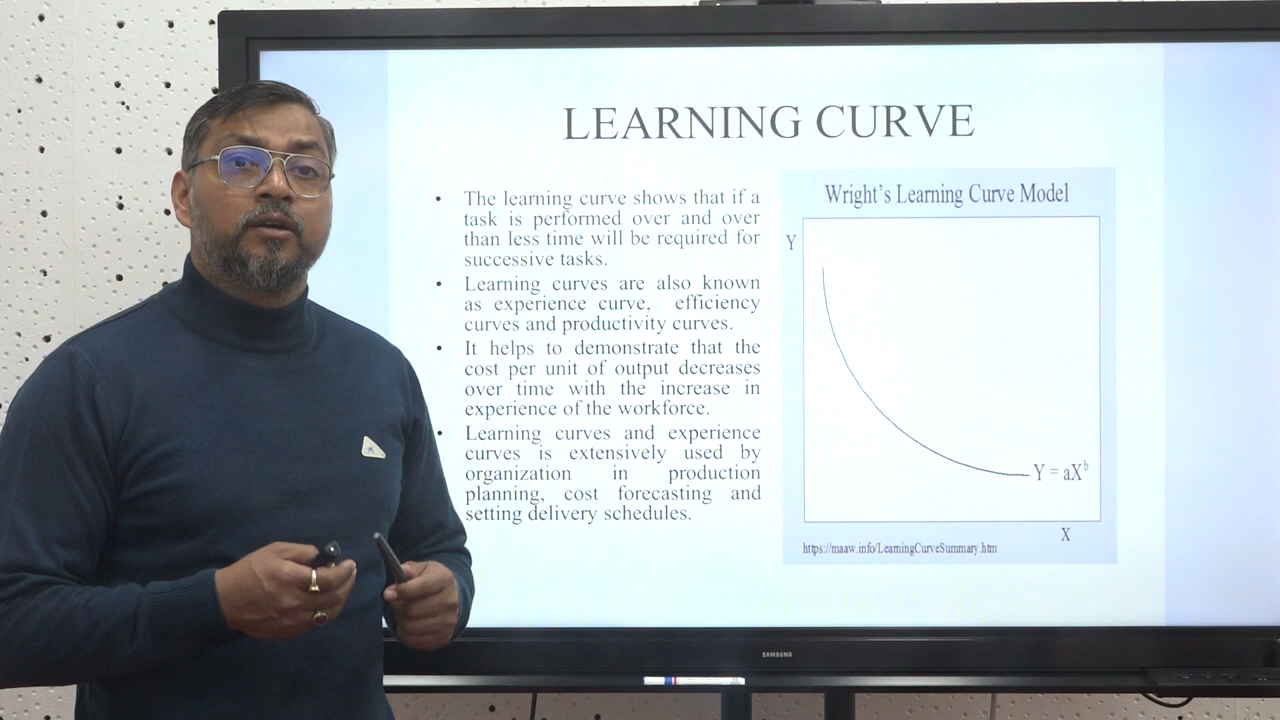 LEARNING CURVE
• The learning curve shows that if a
task is performed over and over
than less time will be required for
successive tasks.
• Learning curves are also known
as experience curve, efficiency
curves and productivity curves.
• It helps to demonstrate that the
cost per unit of output decreases
over time with the increase in
experience of the workforce.
• Learning curves and experience
curves is extensively used by
organization in production
planning, cost forecasting and
setting delivery schedules.
Wright's Learning Curve Model
Y
Y = aXᵇ
X
https://maaw.info/LearningCurveSummary.htm
SAMSUNG